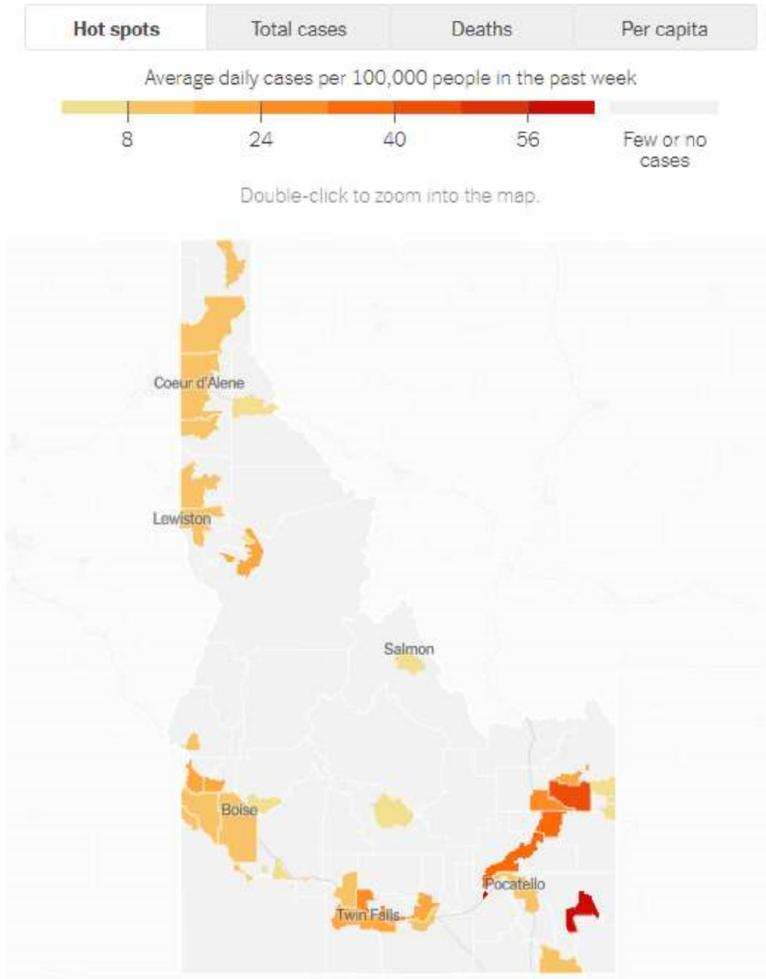 Hot spots
Total cases
Deaths
Per capita
Average daily cases per 100,000 people in the past week
8
24
40
56
Few or no
cases
Double-click to zoom into the map.
Coeur d'Alene
Lewiston
Salmon
Boise
Pocatello
Twin Falls